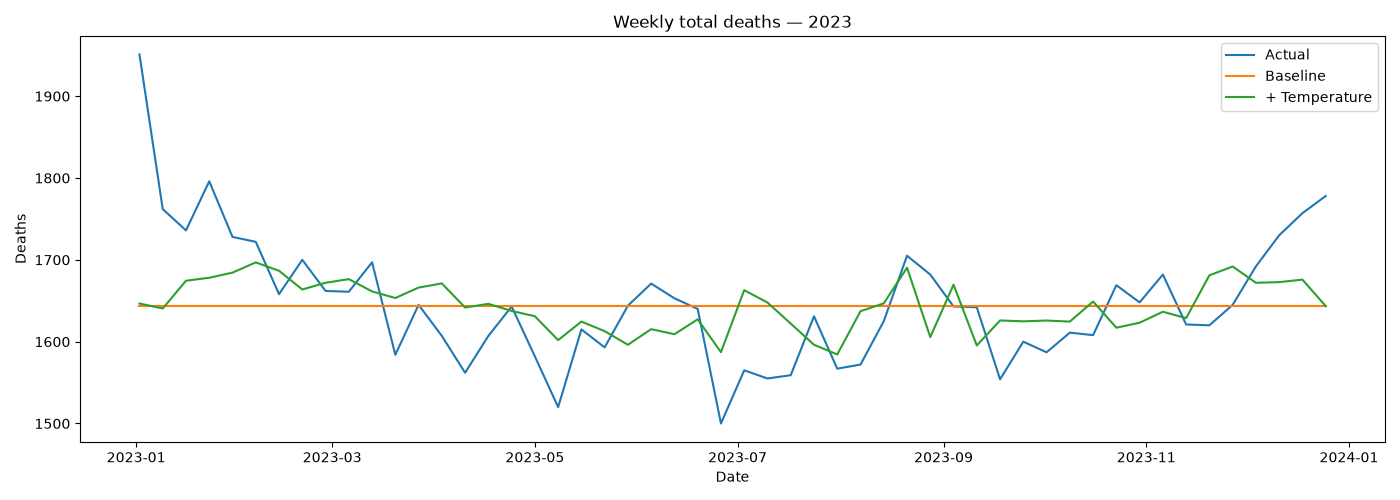 Weekly total deaths — 2023
Actual
Baseline
+ Temperature
Deaths
1900
1800
1700
1600
1500
2023-01 2023-03 2023-05 2023-07 2023-09 2023-11 2024-01
Date